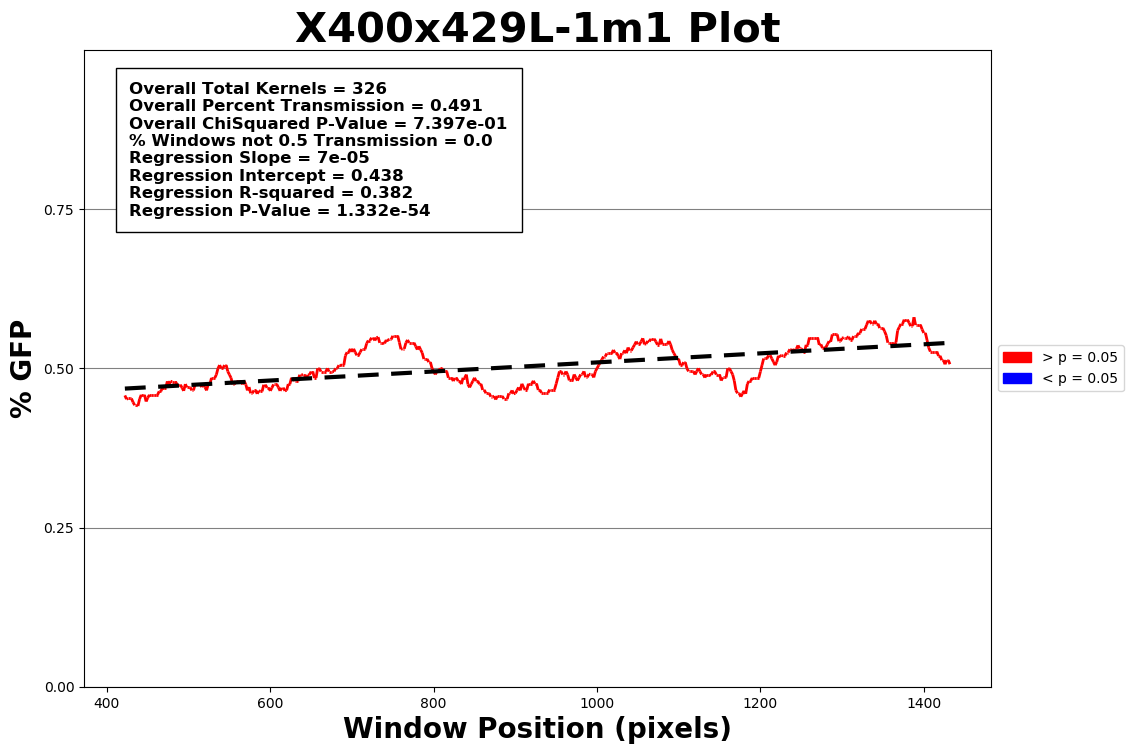 X400x429L-1m1 Plot
Overall Total Kernels = 326
Overall Percent Transmission = 0.491
Overall ChiSquared P-Value = 7.397e-01
% Windows not 0.5 Transmission = 0.0
Regression Slope = 7e-05
Regression Intercept = 0.438
Regression R-squared = 0.382
Regression P-Value = 1.332e-54
0.75
0.50
0.25
0.00
% GFP
> p = 0.05
< p = 0.05
400 600 800 1000 1200 1400
Window Position (pixels)